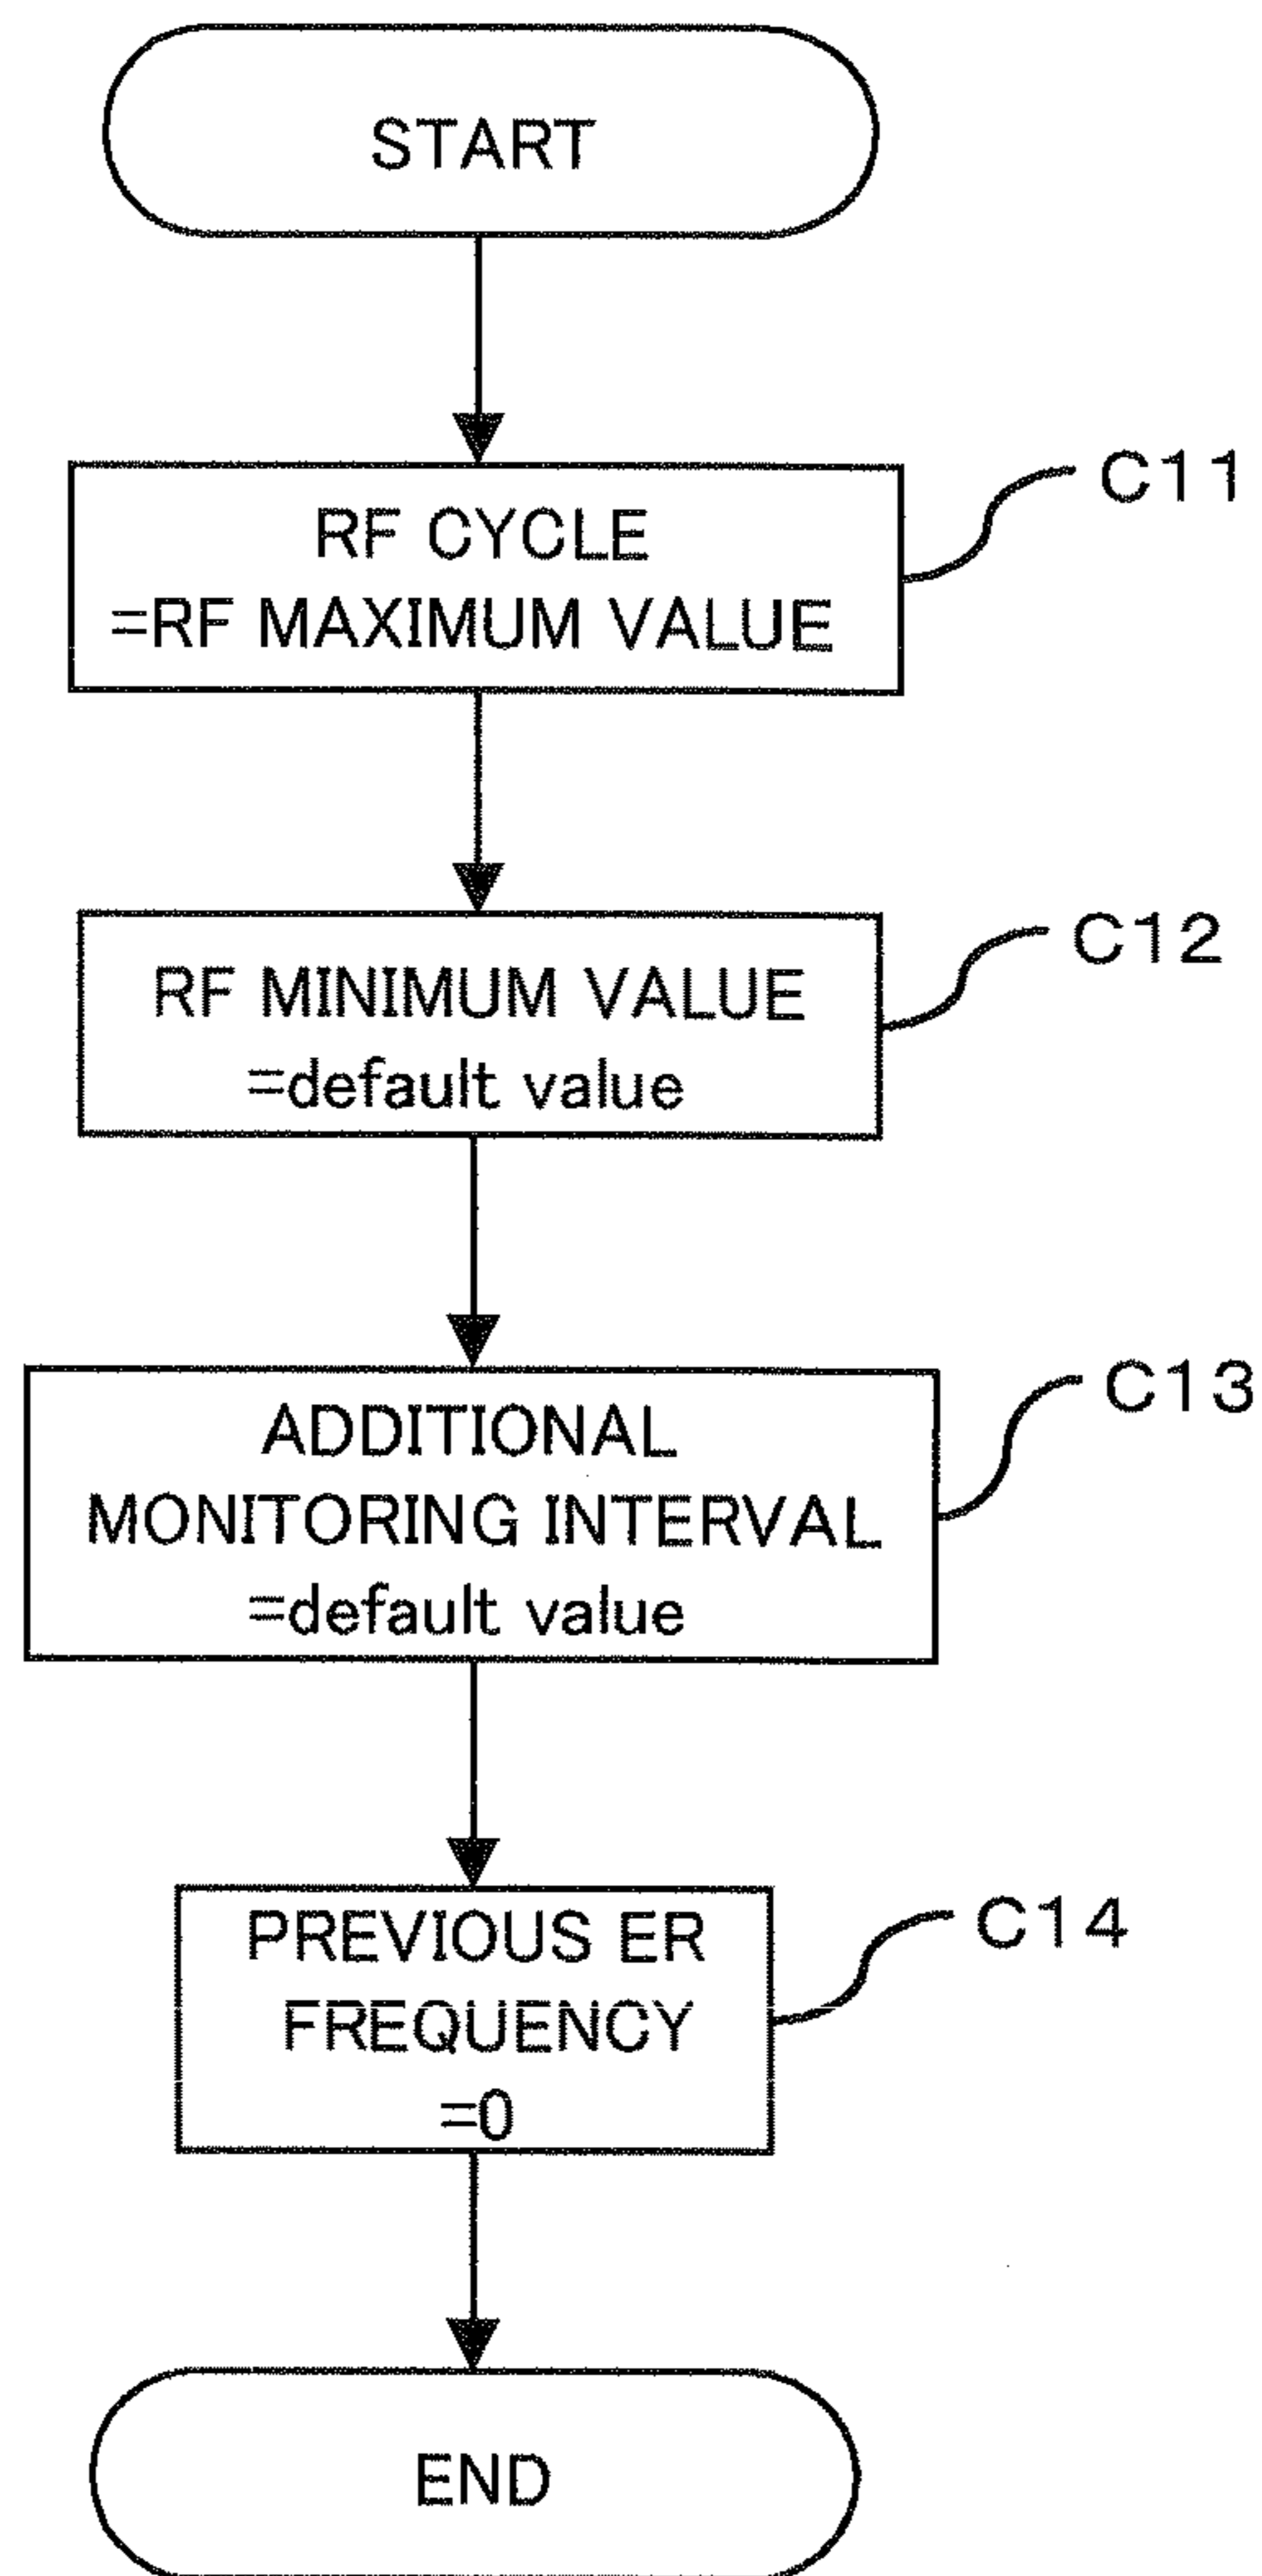 START
RF CYCLE
=RF MAXIMUM VALUE
C11
RF MINIMUM VALUE
=default value
C12
ADDITIONAL
MONITORING INTERVAL
=default value
C13
PREVIOUS ER
FREQUENCY
=0
C14
END